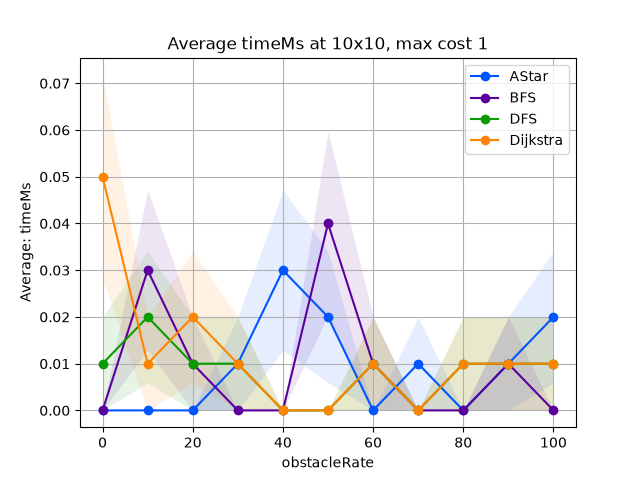 Average timeMs at 10x10, max cost 1
AStar
BFS
DFS
Dijkstra
Average: timeMs
0.07
0.06
0.05
0.04
0.03
0.02
0.01
0.00
0 20 40 60 80 100
obstacleRate